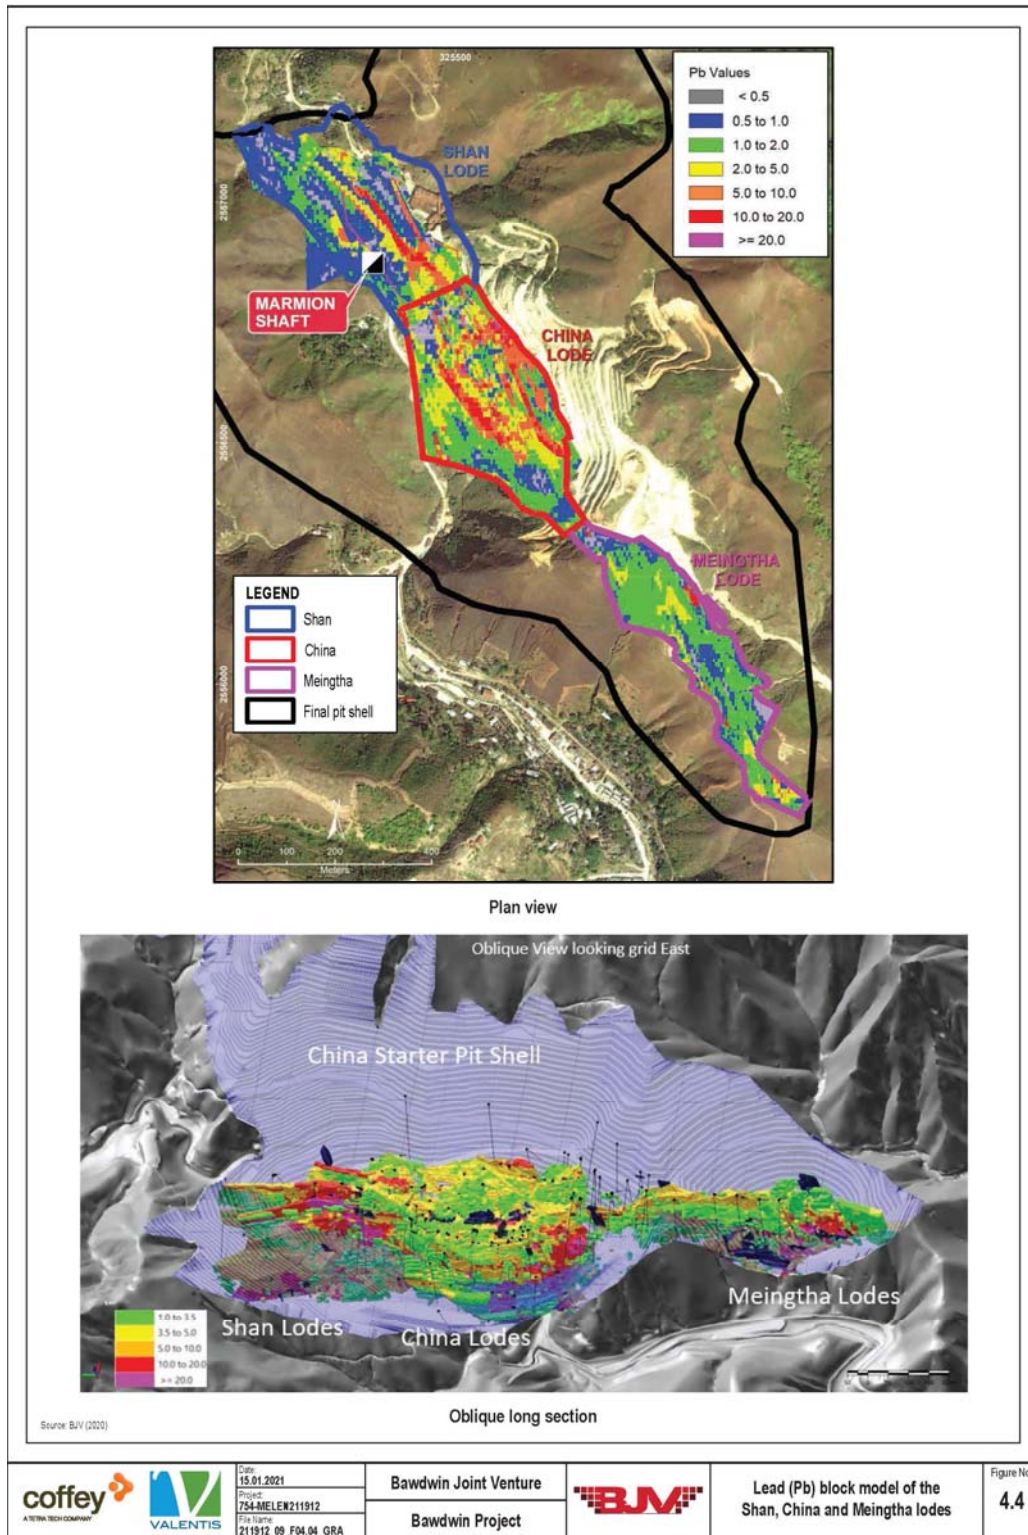 325500
Pb Values
< 0.5
0.5 to 1.0
1.0 to 2.0
2.0 to 5.0
5.0 to 10.0
10.0 to 20.0
>= 20.0
SHAN
LODE
2557000
MARMION
SHAFT
CHINA
LODE
2556500
MEINGTHA
LODE
LEGEND
Shan
China
Meingtha
Final pit shell
2556000
0 100 200 400
Meters
Plan view
Oblique View looking grid East
China Starter Pit Shell
Meingtha Lodes
Shan Lodes
China Lodes
1.0 to 3.5
3.5 to 5.0
5.0 to 10.0
10.0 to 20.0
>= 20.0
Source: BJV (2020)
Oblique long section
coffey
A TETRA TECH COMPANY
VALENTIS
Date:
15.01.2021
Project:
754-MELEN211912
File Name:
211912_09_F04.04_GRA
Bawdwin Joint Venture
Bawdwin Project
BJV
Lead (Pb) block model of the
Shan, China and Meingtha lodes
Figure No
4.4